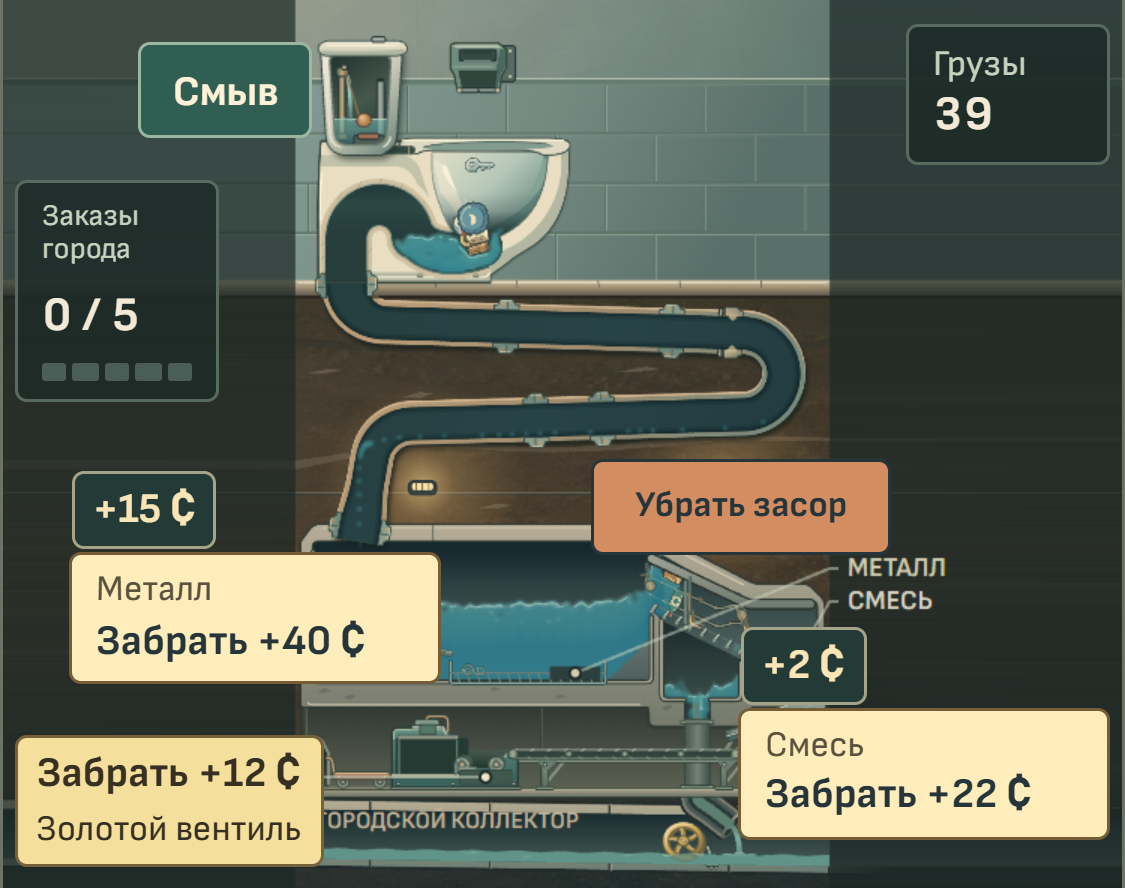 Смыв
Грузы
39
Заказы
города
0 / 5
+15 ₵
Убрать засор
Металл
Забрать +40 ₵
МЕТАЛЛ
СМЕСЬ
+2 ₵
Смесь
Забрать +22 ₵
Забрать +12 ₵
Золотой вентиль
ОРОДСКОЙ КОЛЛЕКТОР